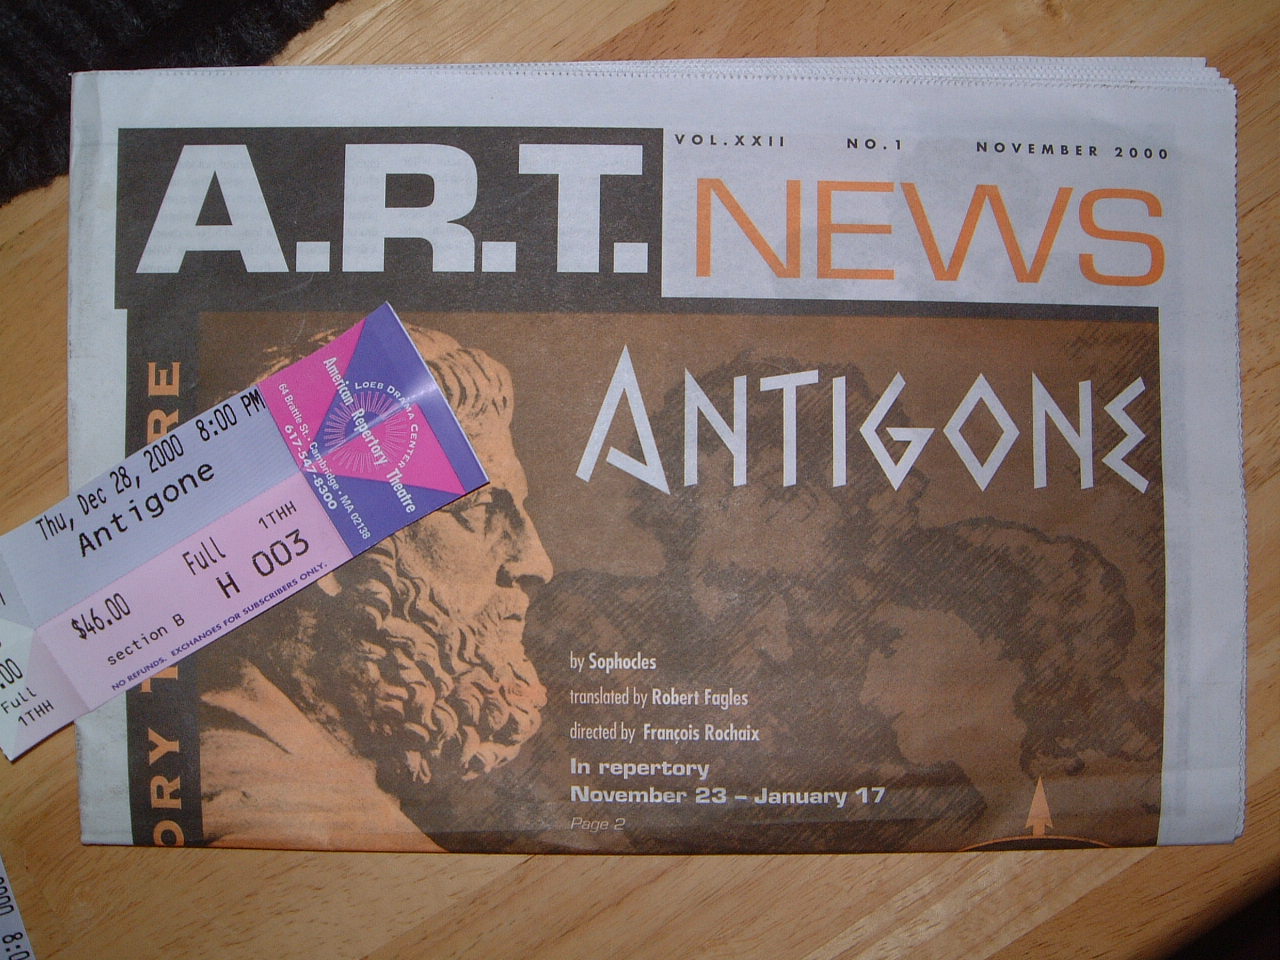 A.R.T. NEWS
VOL.XXII NO.1 NOVEMBER 2000
ANTIGONE
by Sophocles
translated by Robert Fagles
directed by François Rochaix
In repertory
November 23 – January 17
Page 2
Thu, Dec 28, 2000 8:00 PM
Antigone
1THH
Full
$46.00 H 003
section B
NO REFUNDS. EXCHANGES FOR SUBSCRIBERS ONLY.
LOEB DRAMA CENTER
American Repertory Theatre
64 Brattle St. · Cambridge · MA 02138
617-547-8300
.00
Full
1THH